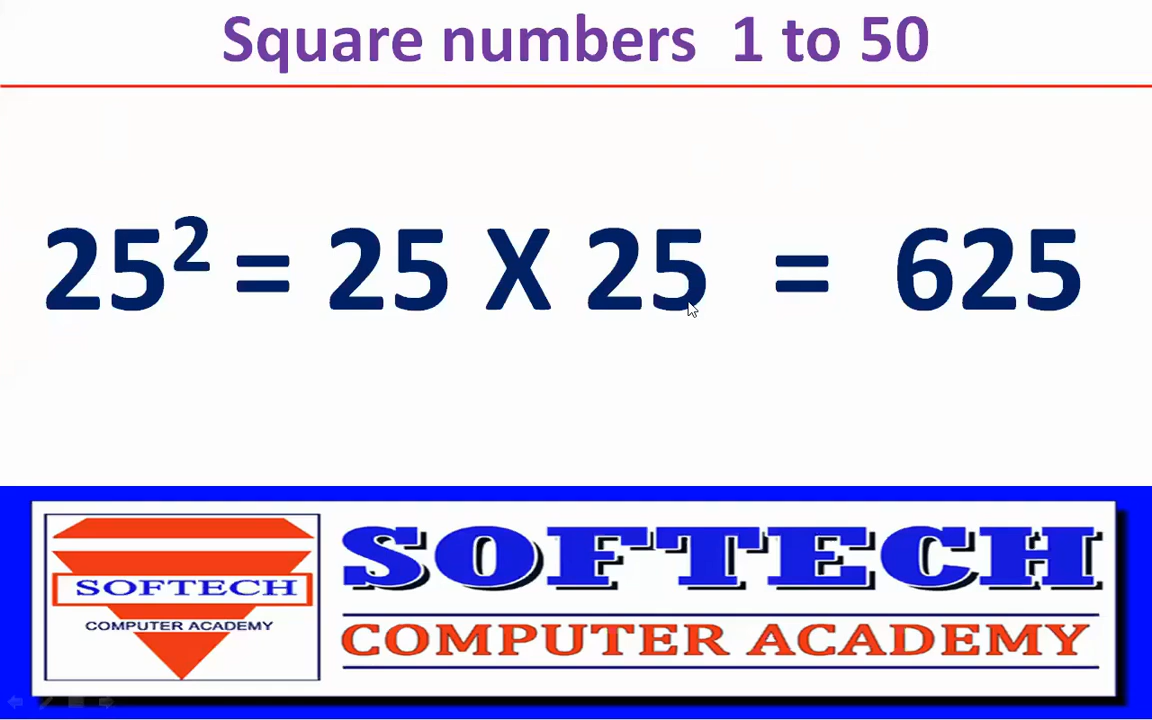 Square numbers 1 to 50
25² = 25 X 25 = 625
SOFTECH
COMPUTER ACADEMY
SOFTECH
COMPUTER ACADEMY